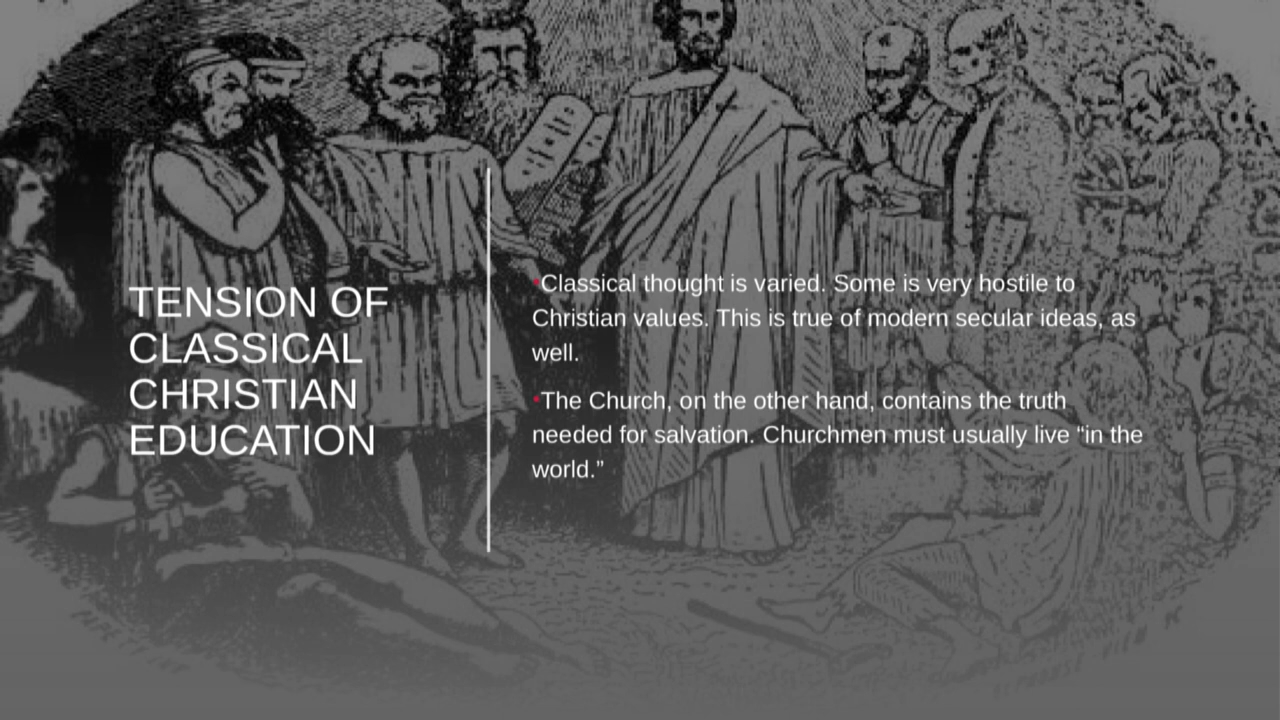 TENSION OF
CLASSICAL
CHRISTIAN
EDUCATION
•Classical thought is varied. Some is very hostile to
Christian values. This is true of modern secular ideas, as
well.
•The Church, on the other hand, contains the truth
needed for salvation. Churchmen must usually live “in the
world.”